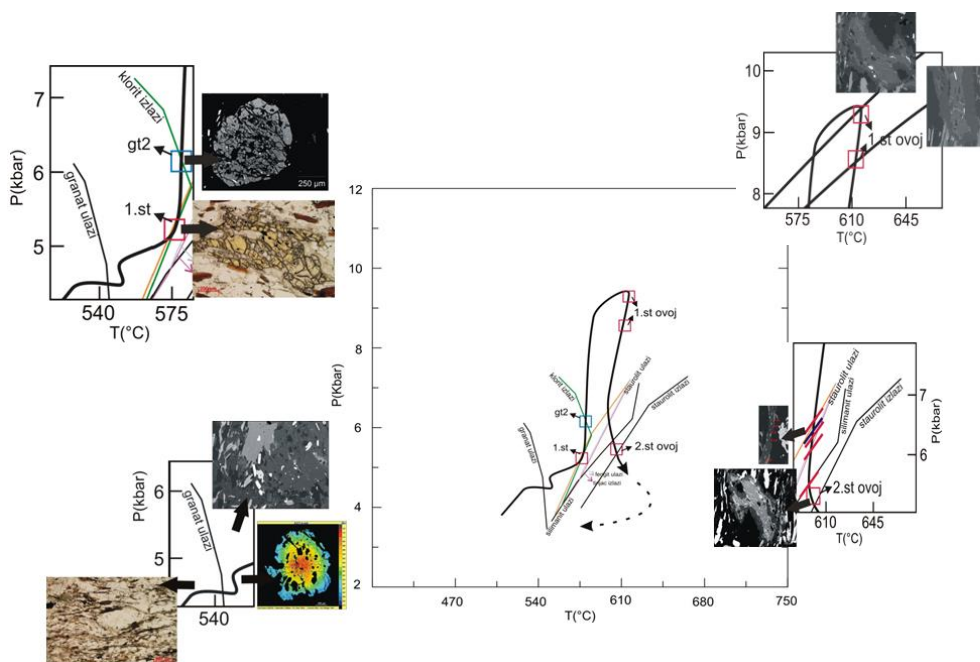 7
6
5
P(kbar)
540
575
T(°C)
klorit izlazi
granat ulazi
gt2
1.st
250 µm
10
9
8
P(kbar)
575
610
645
T(°C)
1.st ovoj
12
10
8
6
4
2
P(Kbar)
470
540
610
680
750
T(°C)
1.st ovoj
klorit izlazi
gt2
granat ulazi
1.st
staurolit ulazi
staurolit izlazi
2.st ovoj
silimanit ulazi
6
5
P(kbar)
granat ulazi
540
T(°C)
staurolit ulazi
silimanit ulazi
staurolit izlazi
7
6
P(kbar)
2.st ovoj
610
645
T(°C)